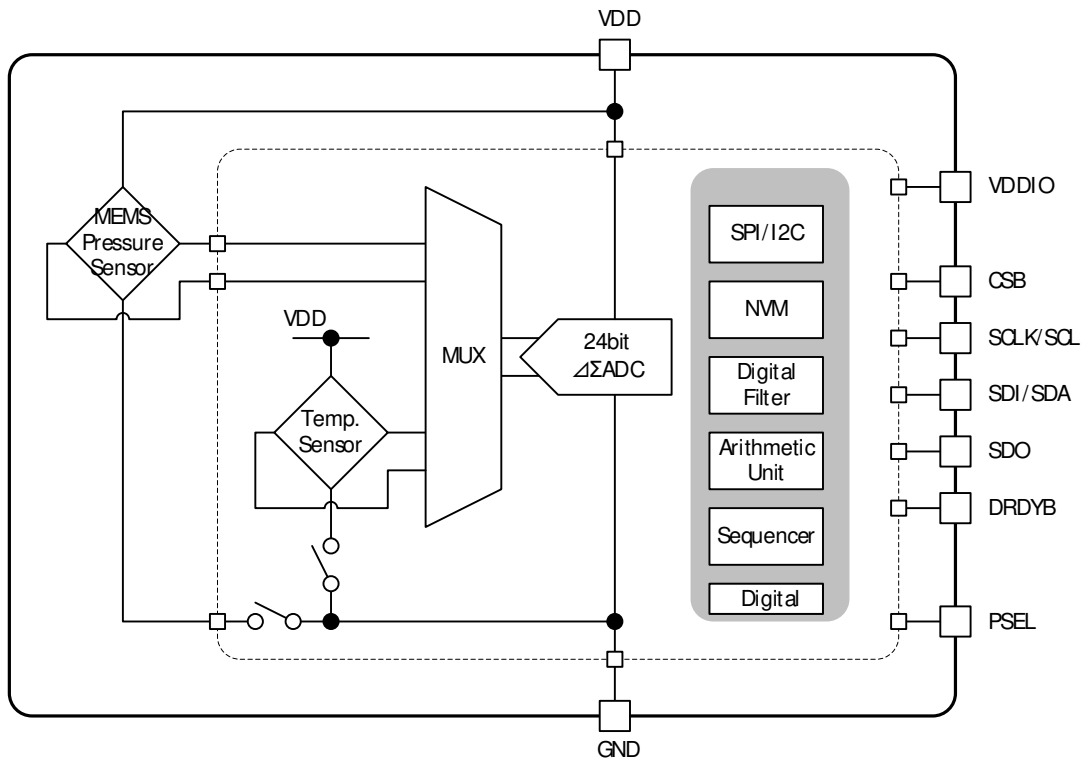 VDD
MEMS
Pressure
Sensor
VDD
Temp.
Sensor
MUX
24bit
⊿ΣADC
SPI/I2C
NVM
Digital
Filter
Arithmetic
Unit
Sequencer
Digital
VDDIO
CSB
SCLK/SCL
SDI/SDA
SDO
DRDYB
PSEL
GND